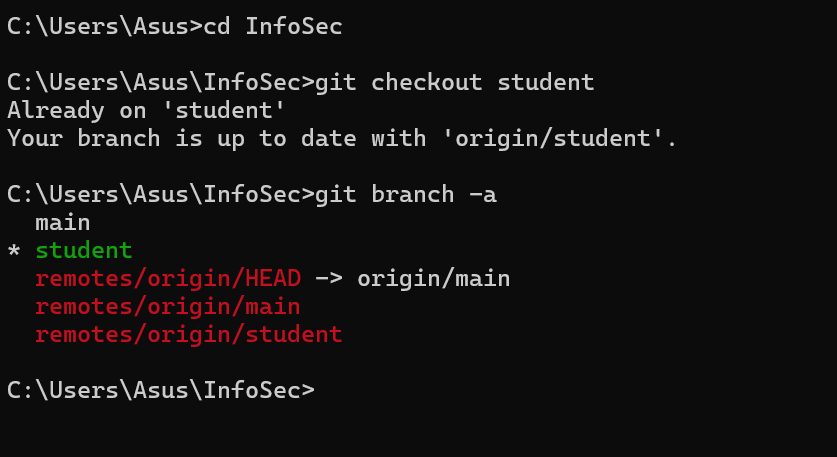 C:\Users\Asus>cd InfoSec
C:\Users\Asus\InfoSec>git checkout student
Already on 'student'
Your branch is up to date with 'origin/student'.
C:\Users\Asus\InfoSec>git branch -a
main
* student
remotes/origin/HEAD -> origin/main
remotes/origin/main
remotes/origin/student
C:\Users\Asus\InfoSec>